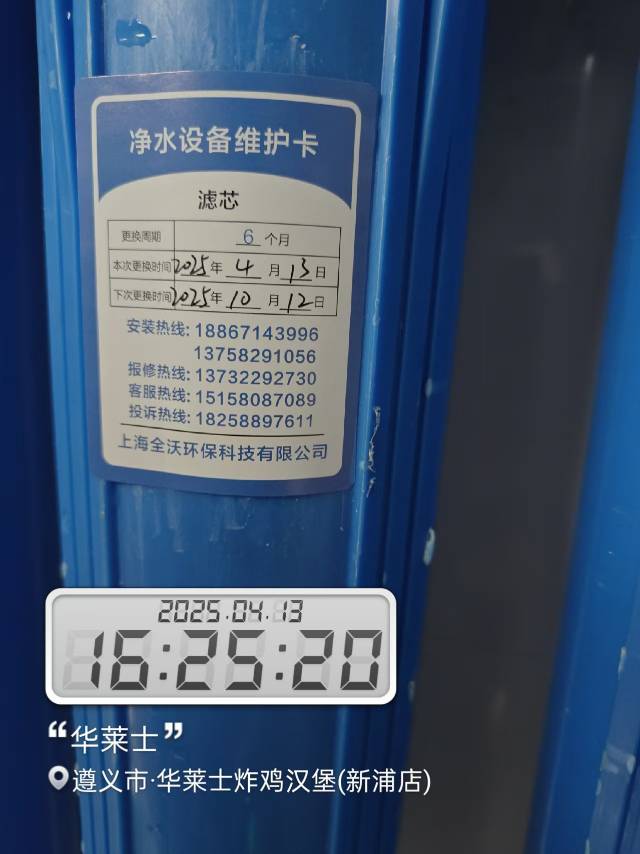 净水设备维护卡
滤芯
更换周期 6 个月
本次更换时间 2025年 4 月 13 日
下次更换时间 2025年 10 月 12 日
安装热线: 18867143996
13758291056
报修热线: 13732292730
客服热线: 15158087089
投诉热线: 18258897611
上海全沃环保科技有限公司
2025.04.13
16:25:20
“华莱士”
遵义市·华莱士炸鸡汉堡(新浦店)